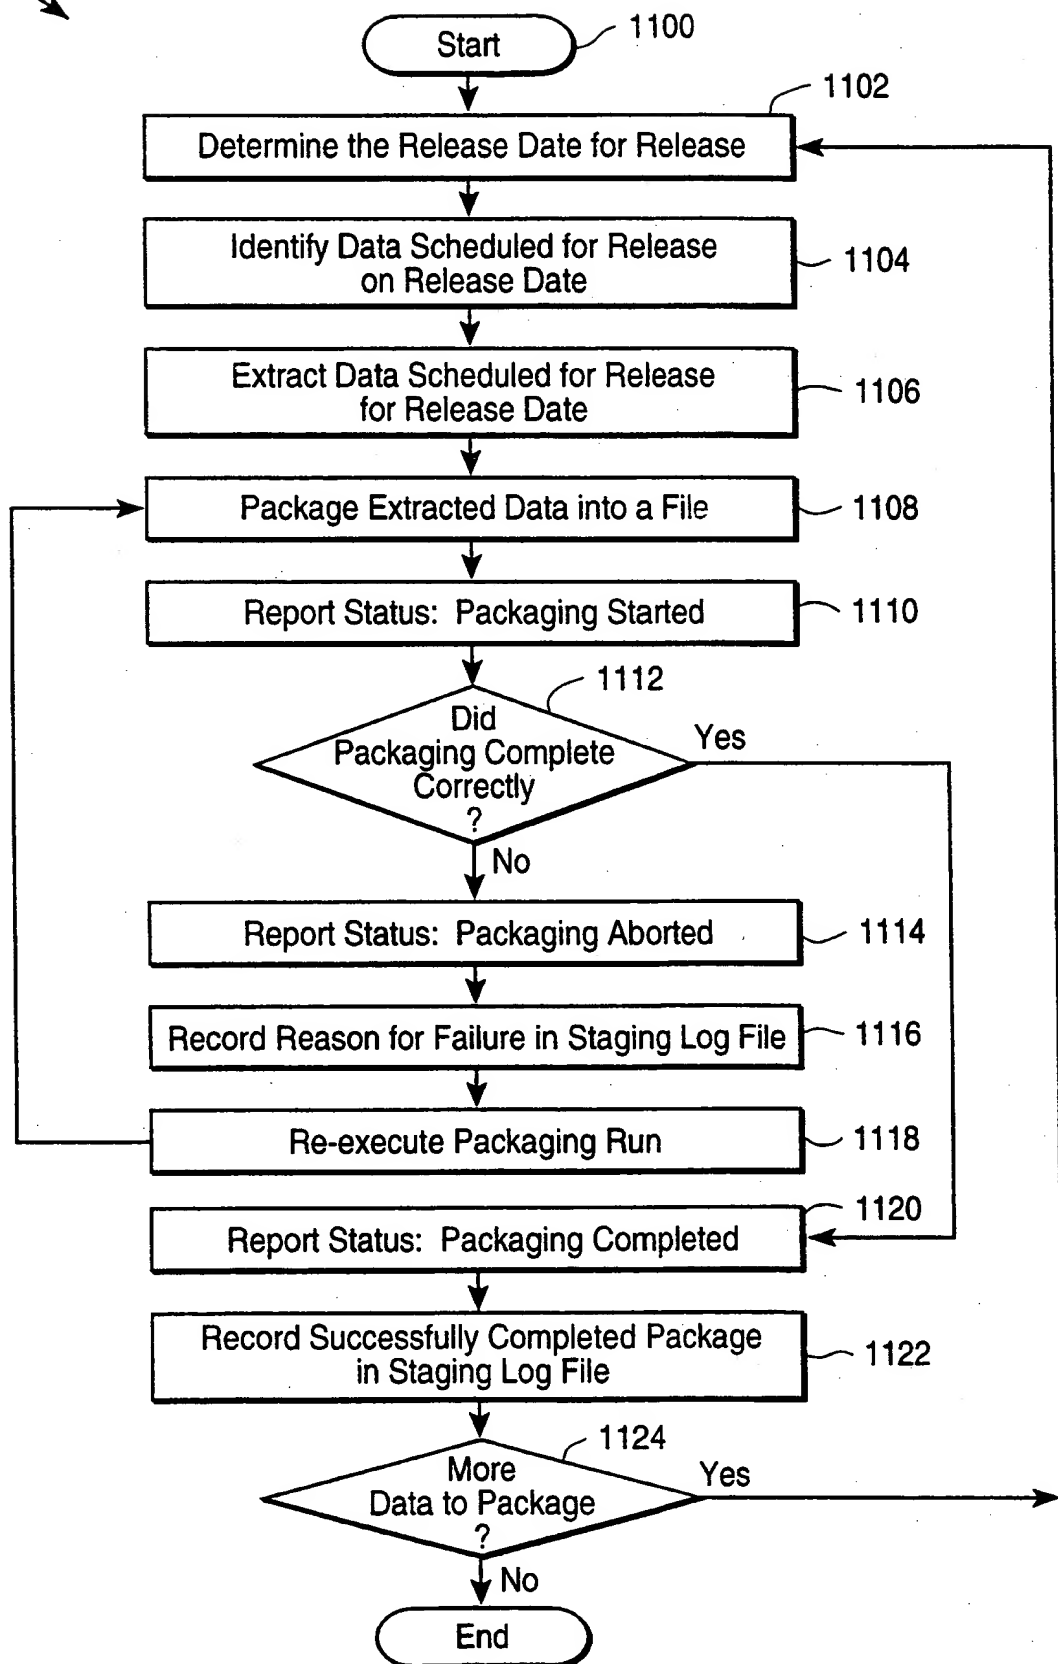 Start
1100
1102
Determine the Release Date for Release
Identify Data Scheduled for Release
on Release Date
1104
Extract Data Scheduled for Release
for Release Date
1106
Package Extracted Data into a File
1108
Report Status: Packaging Started
1110
1112
Did
Packaging Complete
Correctly
?
Yes
No
Report Status: Packaging Aborted
1114
Record Reason for Failure in Staging Log File
1116
Re-execute Packaging Run
1118
1120
Report Status: Packaging Completed
Record Successfully Completed Package
in Staging Log File
1122
1124
More
Data to Package
?
Yes
No
End